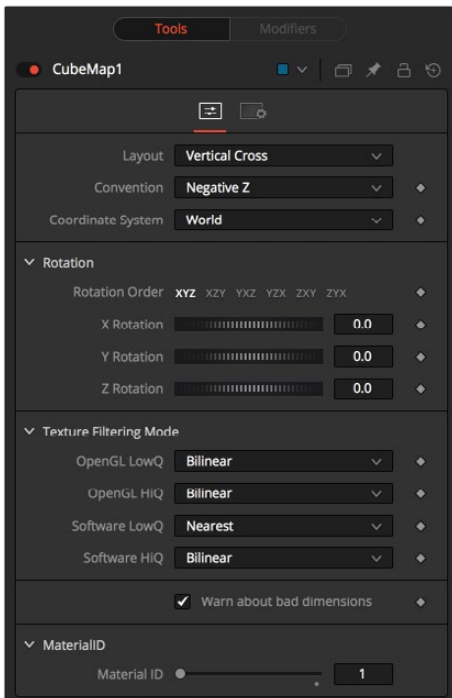 Tools Modifiers
CubeMap1
Layout Vertical Cross
Convention Negative Z
Coordinate System World
Rotation
Rotation Order XYZ XZY YXZ YZX ZXY ZYX
X Rotation 0.0
Y Rotation 0.0
Z Rotation 0.0
Texture Filtering Mode
OpenGL LowQ Bilinear
OpenGL HiQ Bilinear
Software LowQ Nearest
Software HiQ Bilinear
Warn about bad dimensions
MaterialID
Material ID 1